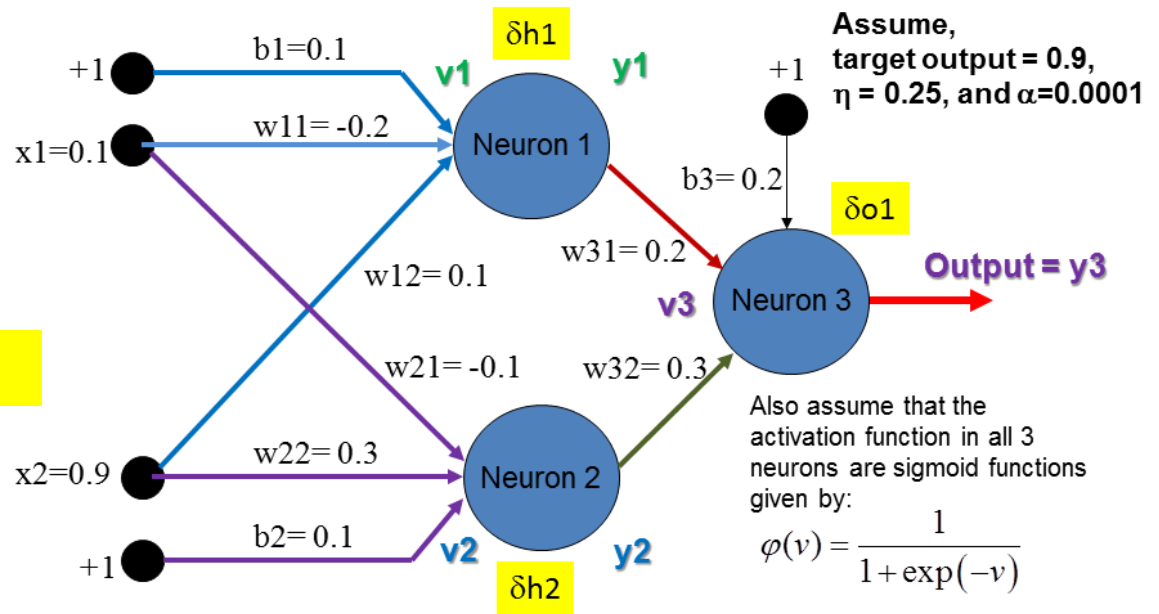 δh1
Assume,
target output = 0.9,
η = 0.25, and α=0.0001
b1=0.1
+1
v1
y1
+1
w11= -0.2
x1=0.1
Neuron 1
b3= 0.2
δo1
w31= 0.2
w12= 0.1
Output = y3
v3
Neuron 3
w21= -0.1
w32= 0.3
Also assume that the
activation function in all 3
neurons are sigmoid functions
given by:
φ(v) = 1 / (1+exp(-v))
w22= 0.3
x2=0.9
Neuron 2
b2= 0.1
+1
v2
y2
δh2